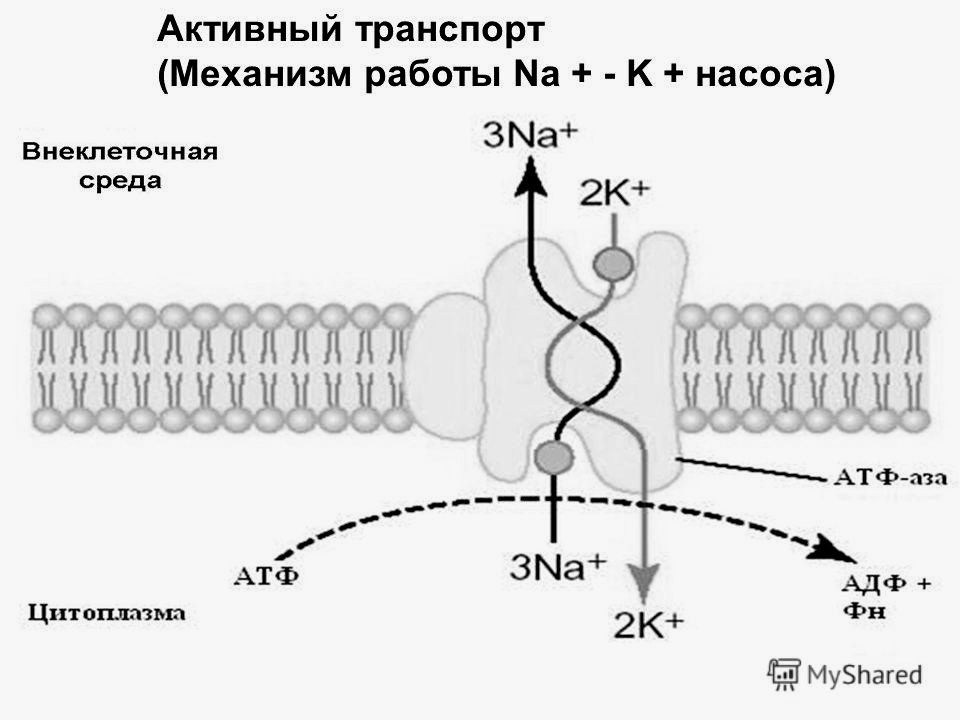 Активный транспорт
(Механизм работы Na + - K + насоса)
3Na+
Внеклеточная
среда
2K+
АТФ-аза
АТФ
3Na+
АДФ +
Фн
Цитоплазма
2K+
MyShared